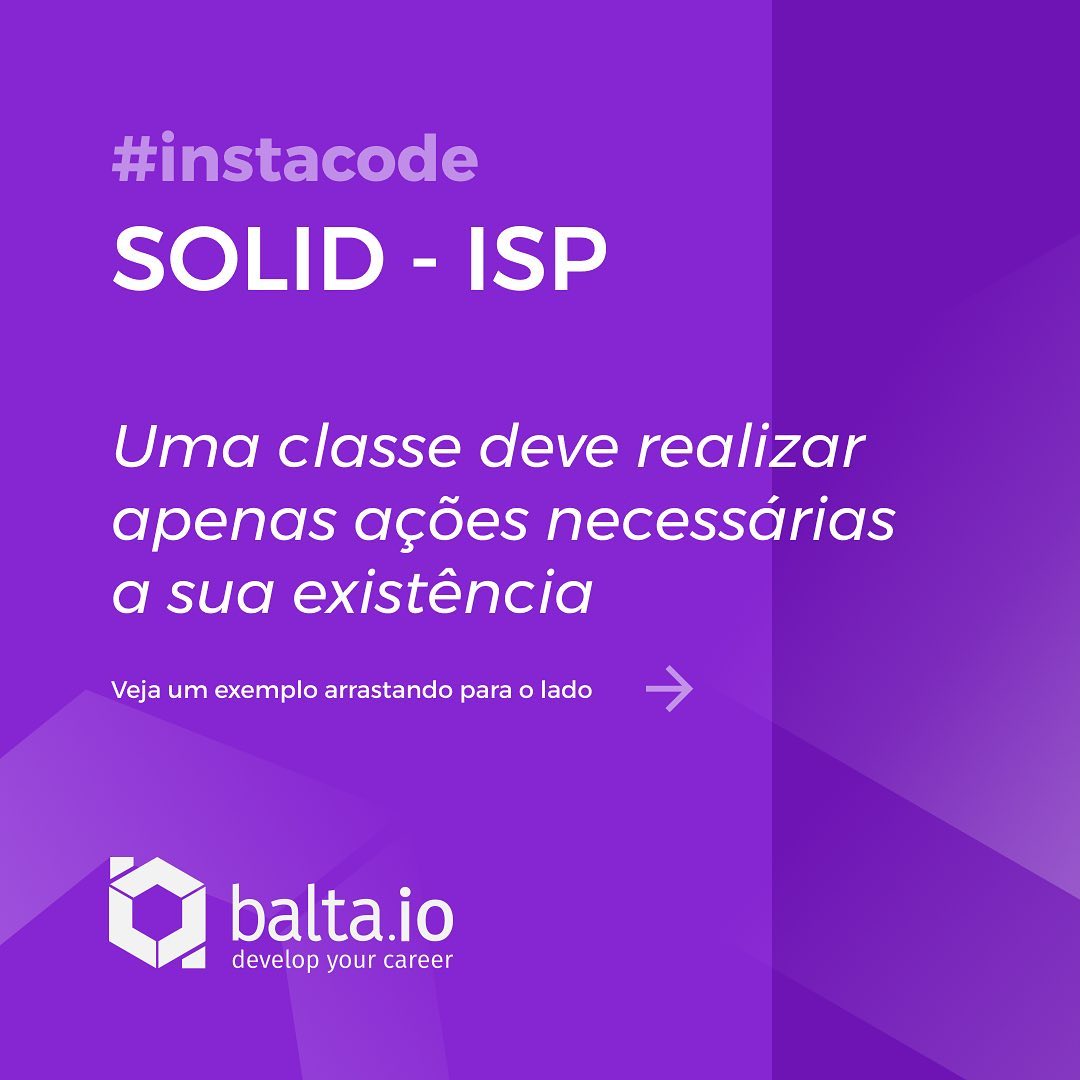 #instacode
SOLID - ISP
Uma classe deve realizar
apenas ações necessárias
a sua existência
Veja um exemplo arrastando para o lado
balta.io
develop your career